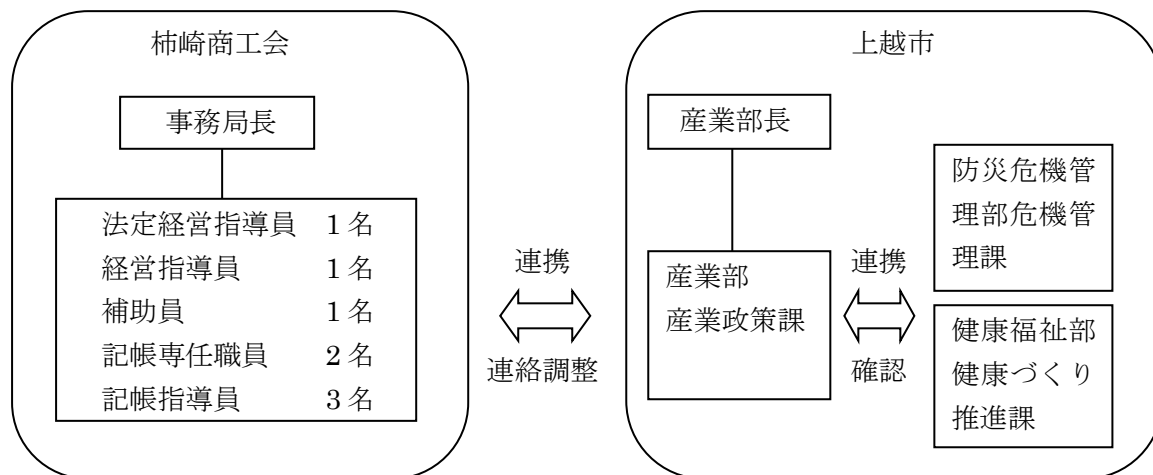 柿崎商工会
事務局長
法定経営指導員 1名
経営指導員 1名
補助員 1名
記帳専任職員 2名
記帳指導員 3名
連携
連絡調整
上越市
産業部長
産業部
産業政策課
連携
確認
防災危機管
理部危機管
理課
健康福祉部
健康づくり
推進課